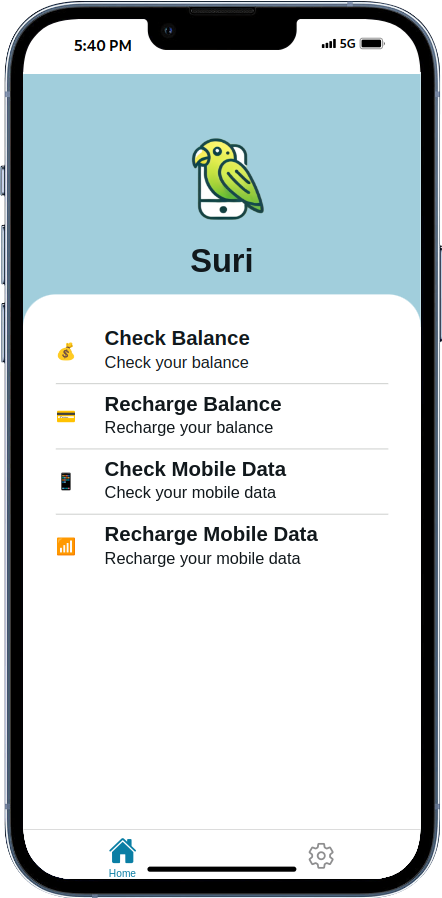 5:40 PM 5G
Suri
Check Balance
Check your balance
Recharge Balance
Recharge your balance
Check Mobile Data
Check your mobile data
Recharge Mobile Data
Recharge your mobile data
Home